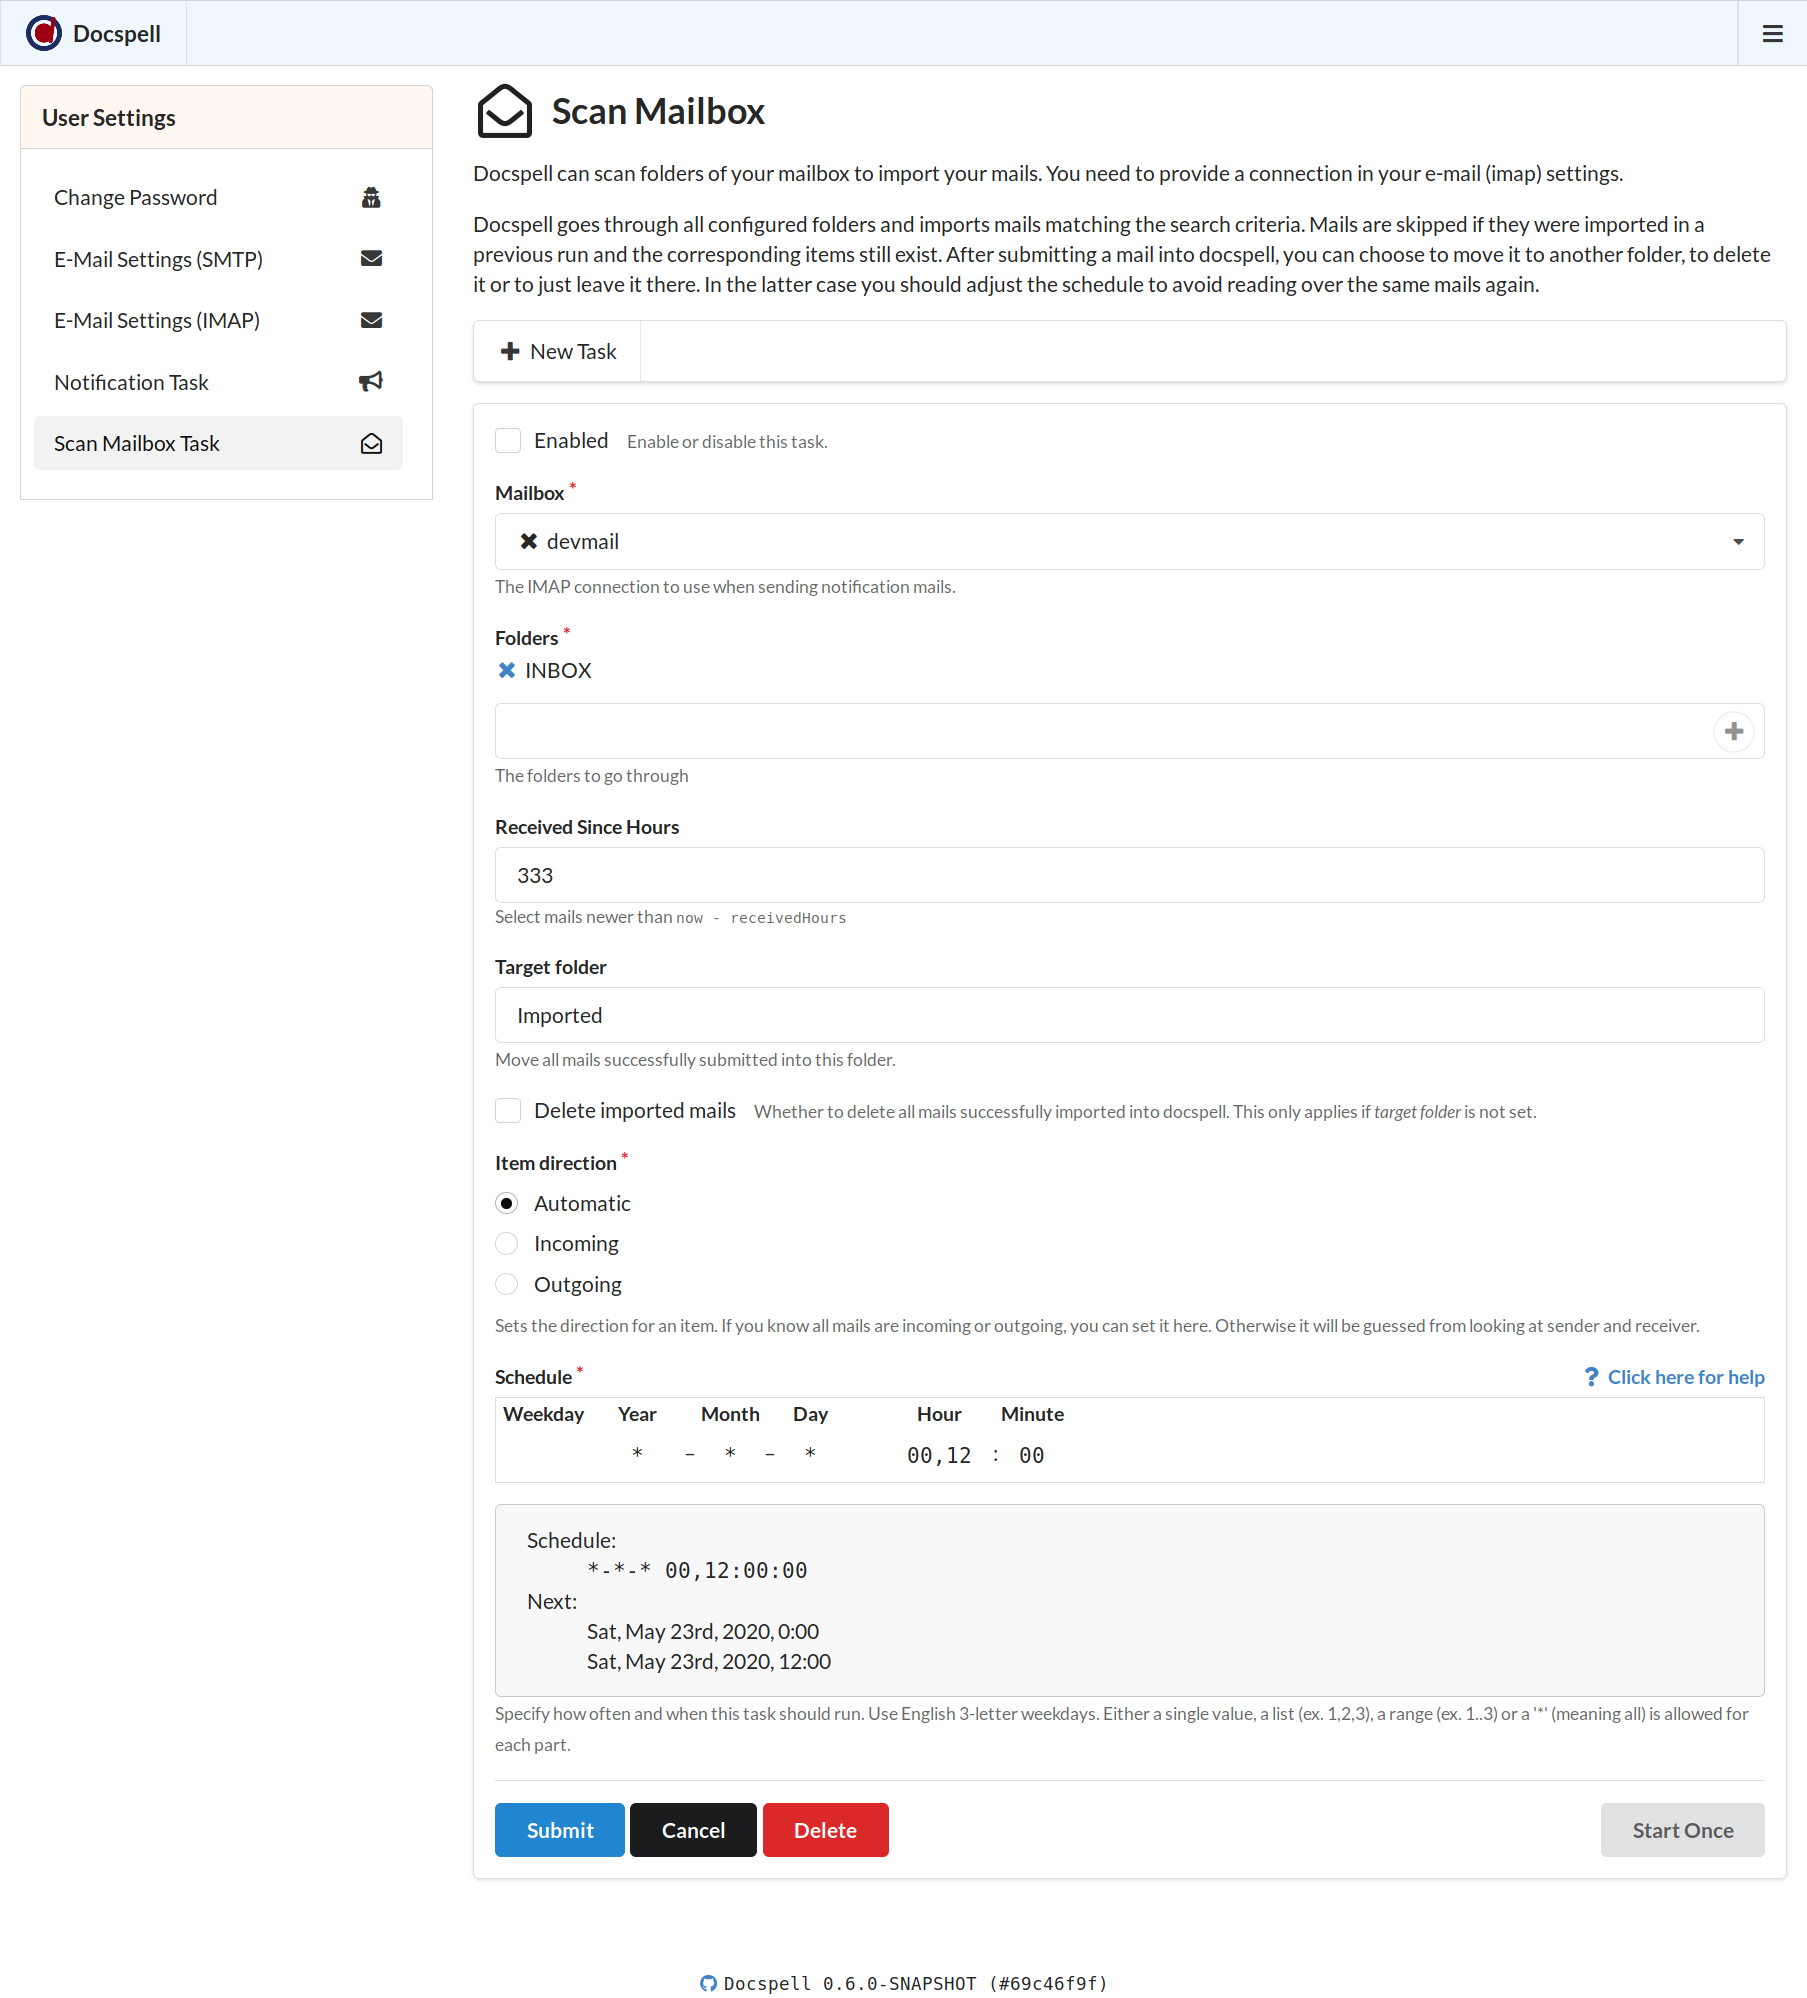 Docspell
User Settings
Change Password
E-Mail Settings (SMTP)
E-Mail Settings (IMAP)
Notification Task
Scan Mailbox Task
Scan Mailbox
Docspell can scan folders of your mailbox to import your mails. You need to provide a connection in your e-mail (imap) settings.
Docspell goes through all configured folders and imports mails matching the search criteria. Mails are skipped if they were imported in a
previous run and the corresponding items still exist. After submitting a mail into docspell, you can choose to move it to another folder, to delete
it or to just leave it there. In the latter case you should adjust the schedule to avoid reading over the same mails again.
New Task
Enabled Enable or disable this task.
Mailbox *
devmail
The IMAP connection to use when sending notification mails.
Folders *
INBOX
The folders to go through
Received Since Hours
333
Select mails newer than now - receivedHours
Target folder
Imported
Move all mails successfully submitted into this folder.
Delete imported mails Whether to delete all mails successfully imported into docspell. This only applies if target folder is not set.
Item direction *
Automatic
Incoming
Outgoing
Sets the direction for an item. If you know all mails are incoming or outgoing, you can set it here. Otherwise it will be guessed from looking at sender and receiver.
Schedule * ? Click here for help
Weekday Year Month Day Hour Minute
* - * - * 00,12 : 00
Schedule:
*-*-* 00,12:00:00
Next:
Sat, May 23rd, 2020, 0:00
Sat, May 23rd, 2020, 12:00
Specify how often and when this task should run. Use English 3-letter weekdays. Either a single value, a list (ex. 1,2,3), a range (ex. 1..3) or a '*' (meaning all) is allowed for
each part.
Submit Cancel Delete Start Once
Docspell 0.6.0-SNAPSHOT (#69c46f9f)